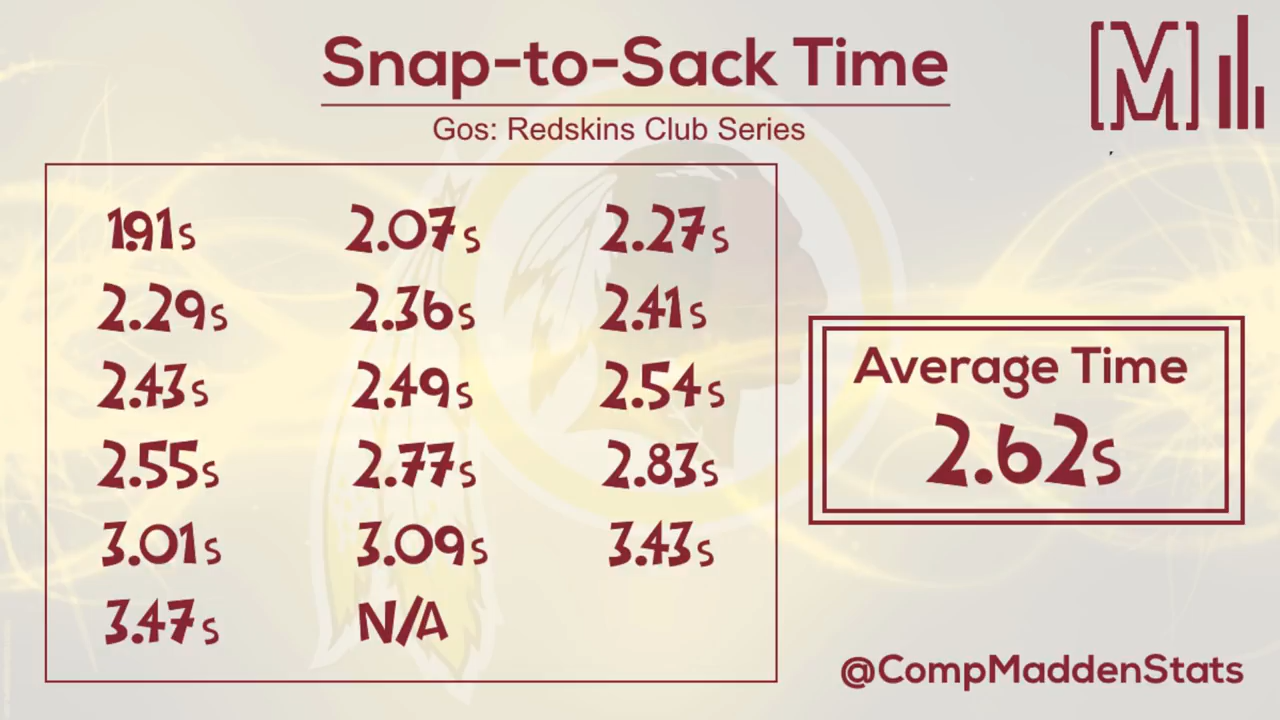 Snap-to-Sack Time
Gos: Redskins Club Series
[M]
1.91s 2.07s 2.27s
2.29s 2.36s 2.41s
2.43s 2.49s 2.54s
2.55s 2.77s 2.83s
3.01s 3.09s 3.43s
3.47s N/A
Average Time
2.62s
@CompMaddenStats